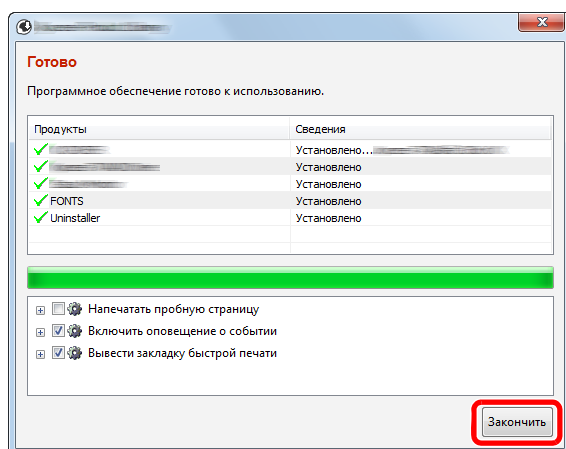 Готово
Программное обеспечение готово к использованию.
Продукты Сведения
Установлено...
Установлено
Установлено
FONTS Установлено
Uninstaller Установлено
Напечатать пробную страницу
Включить оповещение о событии
Вывести закладку быстрой печати
Закончить